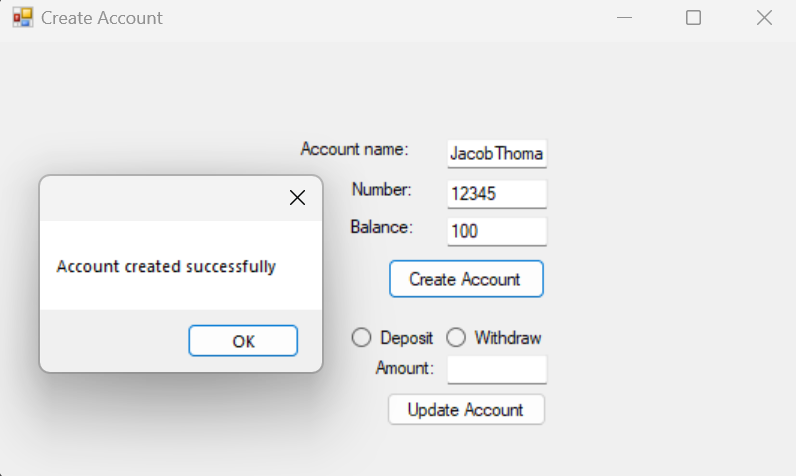 Create Account
Account name: JacobThoma
Number: 12345
Balance: 100
Create Account
Account created successfully
OK
Deposit Withdraw
Amount:
Update Account